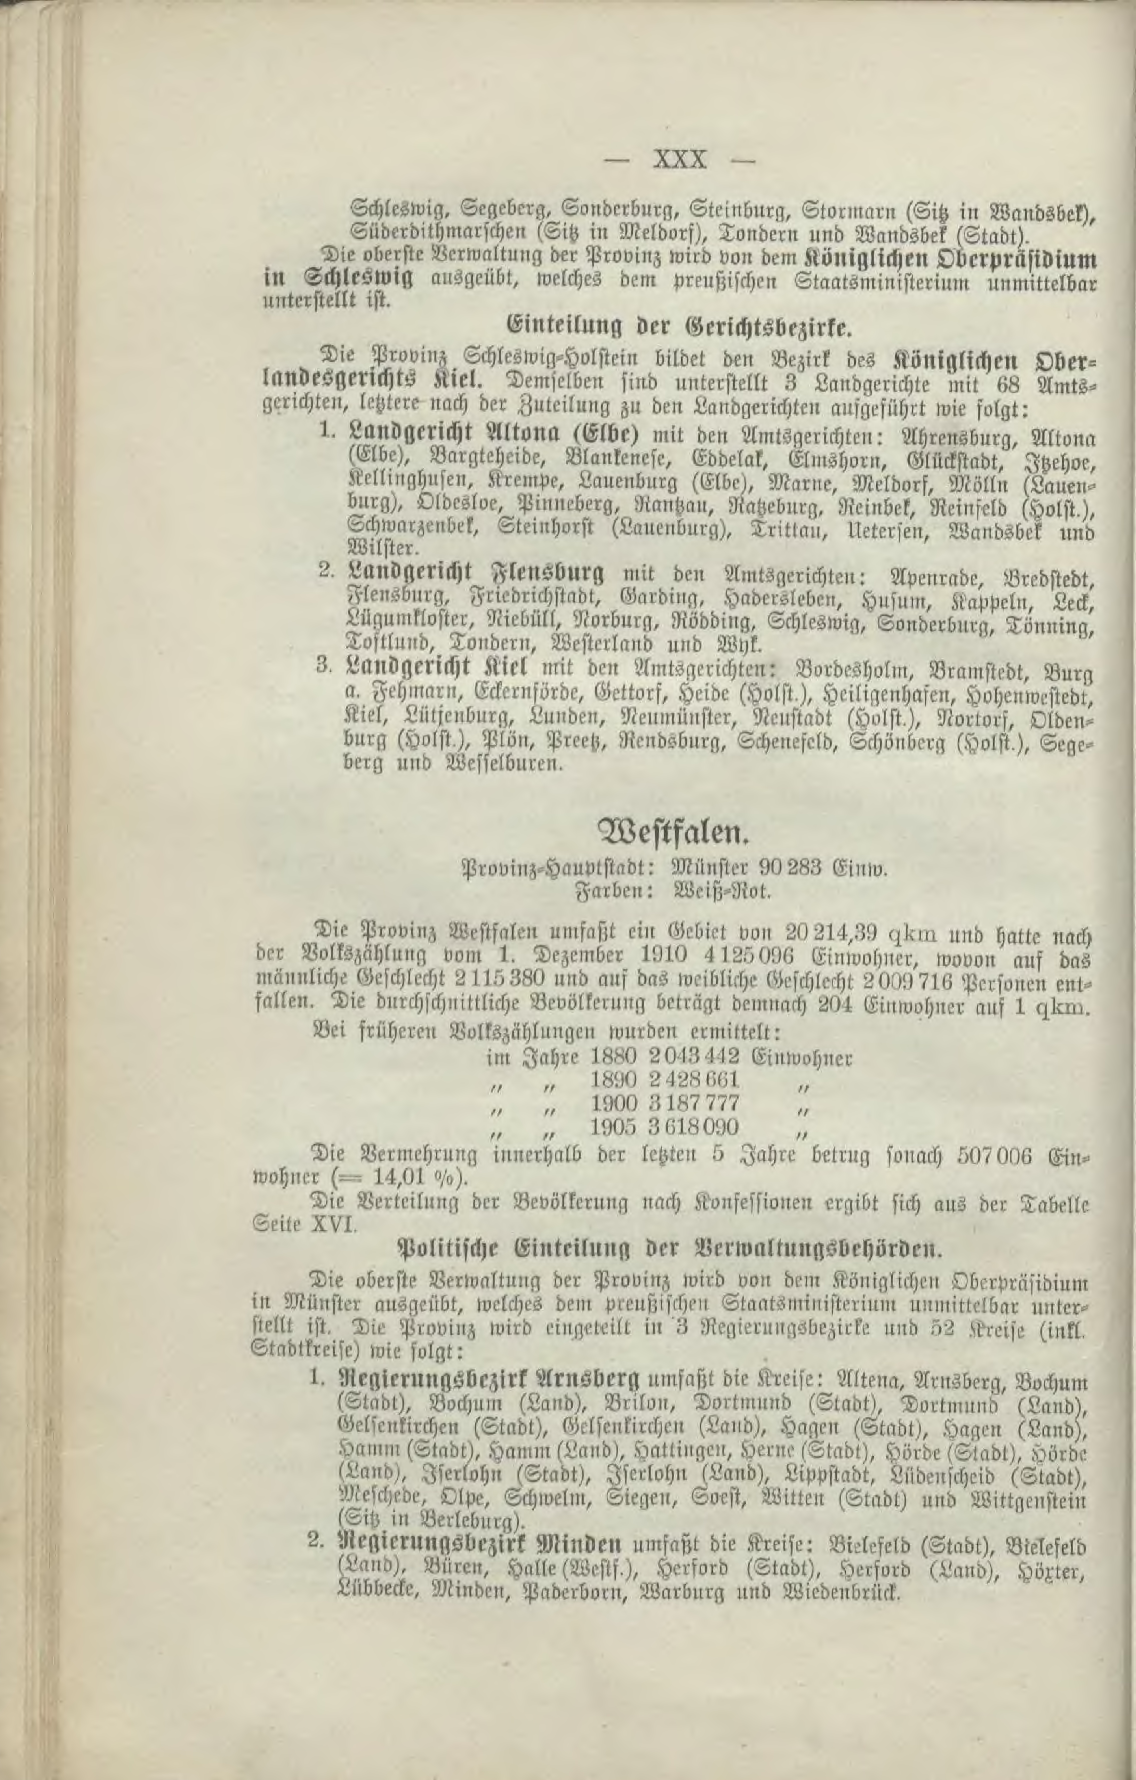 — XXX —
Schleswig, Segeberg, Sonderburg, Steinburg, Stormarn (Sitz in Wandsbek),
Süderdithmarschen (Sitz in Meldorf), Tondern und Wandsbek (Stadt).
Die oberste Verwaltung der Provinz wird von dem Königlichen Oberpräsidium
in Schleswig ausgeübt, welches dem preußischen Staatsministerium unmittelbar
unterstellt ist.
Einteilung der Gerichtsbezirke.
Die Provinz Schleswig-Holstein bildet den Bezirk des Königlichen Ober-
landesgerichts Kiel. Demselben sind unterstellt 3 Landgerichte mit 68 Amts-
gerichten, letztere nach der Zuteilung zu den Landgerichten aufgeführt wie folgt:
1. Landgericht Altona (Elbe) mit den Amtsgerichten: Ahrensburg, Altona
(Elbe), Bargteheide, Blankenese, Eddelak, Elmshorn, Glückstadt, Itzehoe,
Kellinghusen, Krempe, Lauenburg (Elbe), Marne, Meldorf, Mölln (Lauen-
burg), Oldesloe, Pinneberg, Rantzau, Ratzeburg, Reinbek, Reinfeld (Holst.),
Schwarzenbek, Steinhorst (Lauenburg), Trittau, Uetersen, Wandsbek und
Wilster.
2. Landgericht Flensburg mit den Amtsgerichten: Apenrade, Bredstedt,
Flensburg, Friedrichstadt, Garding, Hadersleben, Husum, Kappeln, Leck,
Lügumkloster, Niebüll, Norburg, Rödding, Schleswig, Sonderburg, Tönning,
Toftlund, Tondern, Westerland und Wyk.
3. Landgericht Kiel mit den Amtsgerichten: Bordesholm, Bramstedt, Burg
a. Fehmarn, Eckernförde, Gettorf, Heide (Holst.), Heiligenhafen, Hohenwestedt,
Kiel, Lütjenburg, Lunden, Neumünster, Neustadt (Holst.), Nortorf, Olden-
burg (Holst.), Plön, Preetz, Rendsburg, Schenefeld, Schönberg (Holst.), Sege-
berg und Wesselburen.
Westfalen.
Provinz-Hauptstadt: Münster 90 283 Einw.
Farben: Weiß-Rot.
Die Provinz Westfalen umfaßt ein Gebiet von 20 214,39 qkm und hatte nach
der Volkszählung vom 1. Dezember 1910 4 125 096 Einwohner, wovon auf das
männliche Geschlecht 2 115 380 und auf das weibliche Geschlecht 2 009 716 Personen ent-
fallen. Die durchschnittliche Bevölkerung beträgt demnach 204 Einwohner auf 1 qkm.
Bei früheren Volkszählungen wurden ermittelt:
im Jahre 1880 2 043 442 Einwohner
„ „ 1890 2 428 661 „
„ „ 1900 3 187 777 „
„ „ 1905 3 618 090 „
Die Vermehrung innerhalb der letzten 5 Jahre betrug sonach 507 006 Ein-
wohner (= 14,01 %).
Die Verteilung der Bevölkerung nach Konfessionen ergibt sich aus der Tabelle
Seite XVI.
Politische Einteilung der Verwaltungsbehörden.
Die oberste Verwaltung der Provinz wird von dem Königlichen Oberpräsidium
in Münster ausgeübt, welches dem preußischen Staatsministerium unmittelbar unter-
stellt ist. Die Provinz wird eingeteilt in 3 Regierungsbezirke und 52 Kreise (inkl.
Stadtkreise) wie folgt:
1. Regierungsbezirk Arnsberg umfaßt die Kreise: Altena, Arnsberg, Bochum
(Stadt), Bochum (Land), Brilon, Dortmund (Stadt), Dortmund (Land),
Gelsenkirchen (Stadt), Gelsenkirchen (Land), Hagen (Stadt), Hagen (Land),
Hamm (Stadt), Hamm (Land), Hattingen, Herne (Stadt), Hörde (Stadt), Hörde
(Land), Iserlohn (Stadt), Iserlohn (Land), Lippstadt, Lüdenscheid (Stadt),
Meschede, Olpe, Schwelm, Siegen, Soest, Witten (Stadt) und Wittgenstein
(Sitz in Berleburg).
2. Regierungsbezirk Minden umfaßt die Kreise: Bielefeld (Stadt), Bielefeld
(Land), Büren, Halle (Westf.), Herford (Stadt), Herford (Land), Höxter,
Lübbecke, Minden, Paderborn, Warburg und Wiedenbrück.